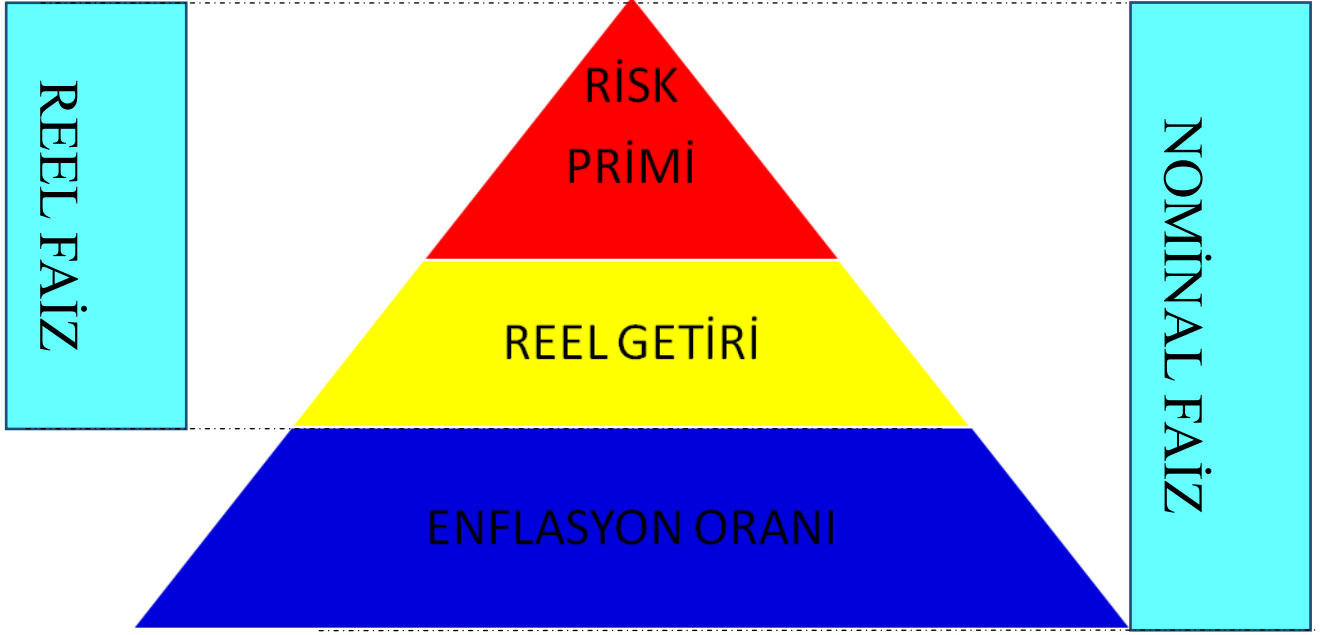 REEL FAİZ
RİSK
PRİMİ
REEL GETİRİ
ENFLASYON ORANI
NOMİNAL FAİZ